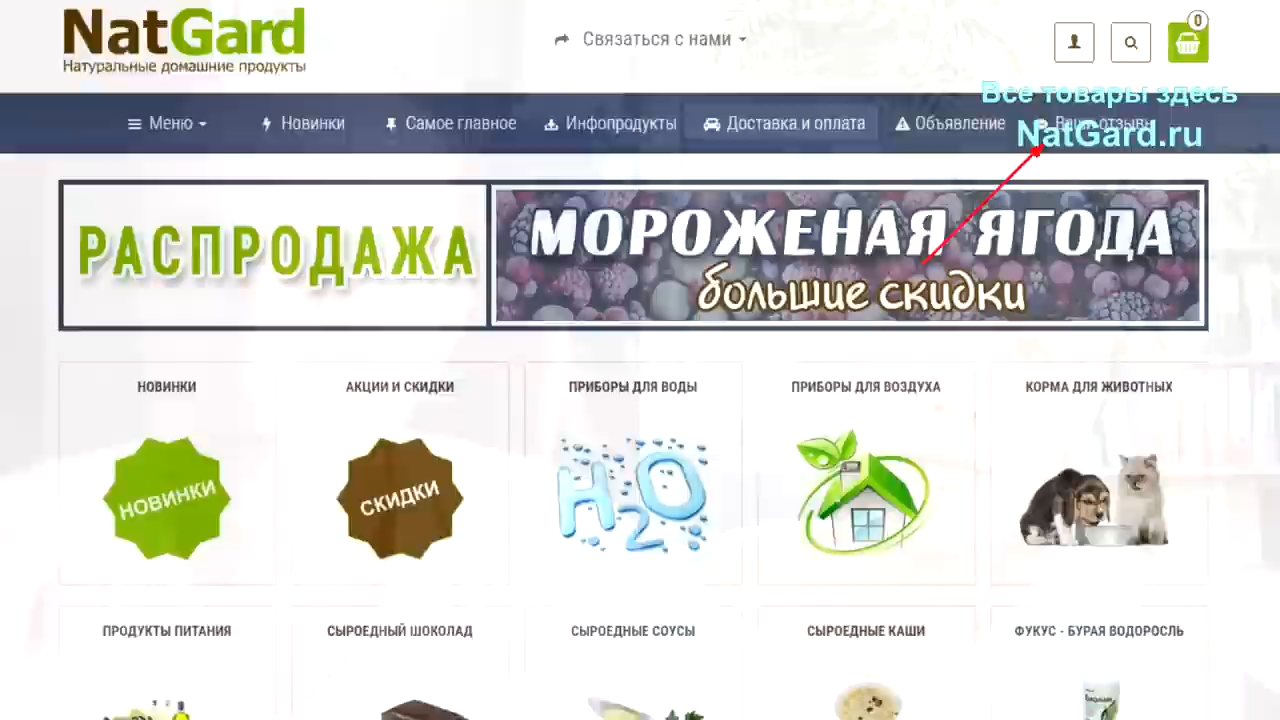 NatGard
Натуральные домашние продукты
Связаться с нами
0
Все товары здесь
NatGard.ru
Меню
Новинки
Самое главное
Инфопродукты
Доставка и оплата
Объявление
Ваши отзывы
РАСПРОДАЖА
МОРОЖЕНАЯ ЯГОДА
большие скидки
НОВИНКИ
АКЦИИ И СКИДКИ
ПРИБОРЫ ДЛЯ ВОДЫ
ПРИБОРЫ ДЛЯ ВОЗДУХА
КОРМА ДЛЯ ЖИВОТНЫХ
НОВИНКИ
СКИДКИ
H2O
ПРОДУКТЫ ПИТАНИЯ
СЫРОЕДНЫЙ ШОКОЛАД
СЫРОЕДНЫЕ СОУСЫ
СЫРОЕДНЫЕ КАШИ
ФУКУС - БУРАЯ ВОДОРОСЛЬ